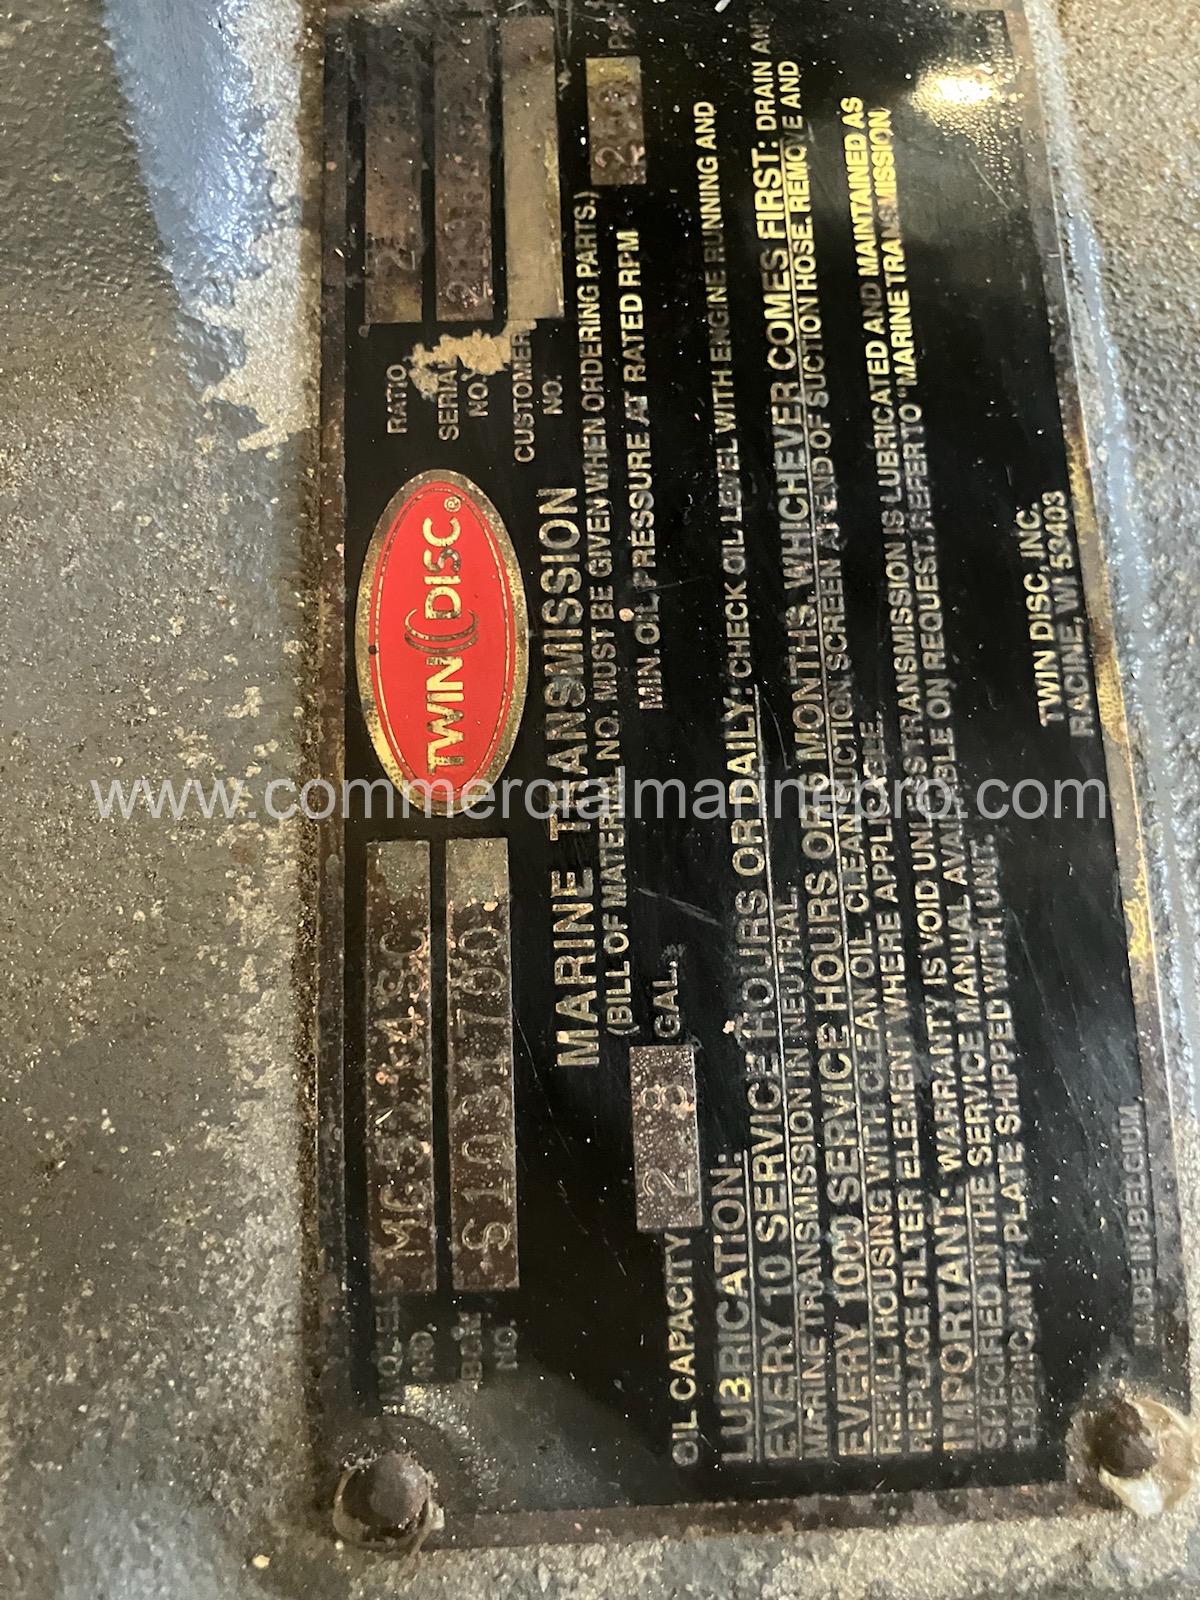 MODEL NO. MG5114SC
B.O.M. NO. S1031700
TWIN DISC®
RATIO 2
SERIAL NO.
CUSTOMER NO.
MARINE TRANSMISSION
(BILL OF MATERIAL NO. MUST BE GIVEN WHEN ORDERING PARTS.)
OIL CAPACITY 2.8 GAL. MIN. OIL PRESSURE AT RATED RPM
LUBRICATION:
EVERY 10 SERVICE HOURS OR DAILY: CHECK OIL LEVEL WITH ENGINE RUNNING AND
MARINE TRANSMISSION IN NEUTRAL.
EVERY 1000 SERVICE HOURS OR 6 MONTHS WHICHEVER COMES FIRST: DRAIN AND
REFILL HOUSING WITH CLEAN OIL CLEAN SUCTION SCREEN AT END OF SUCTION HOSE. REMOVE AND
REPLACE FILTER ELEMENT WHERE APPLICABLE.
IMPORTANT: WARRANTY IS VOID UNLESS TRANSMISSION IS LUBRICATED AND MAINTAINED AS
SPECIFIED IN THE SERVICE MANUAL AVAILABLE ON REQUEST. REFER TO "MARINE TRANSMISSION
LUBRICANT" PLATE SHIPPED WITH UNIT.
TWIN DISC, INC.
RACINE, WI 53403
MADE IN BELGIUM
www.commercialmarinepro.com